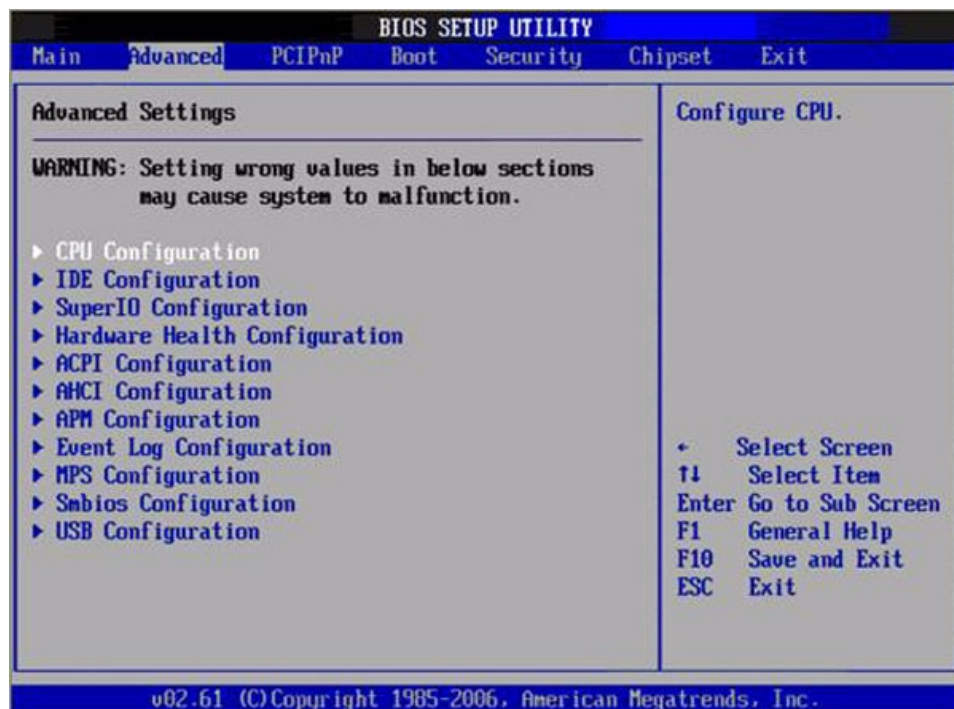 BIOS SETUP UTILITY
Main Advanced PCIPnP Boot Security Chipset Exit
Advanced Settings
WARNING: Setting wrong values in below sections
may cause system to malfunction.
▶ CPU Configuration
▶ IDE Configuration
▶ SuperIO Configuration
▶ Hardware Health Configuration
▶ ACPI Configuration
▶ AHCI Configuration
▶ APM Configuration
▶ Event Log Configuration
▶ MPS Configuration
▶ Smbios Configuration
▶ USB Configuration
Configure CPU.
← Select Screen
↑↓ Select Item
Enter Go to Sub Screen
F1 General Help
F10 Save and Exit
ESC Exit
v02.61 (C)Copyright 1985-2006, American Megatrends, Inc.